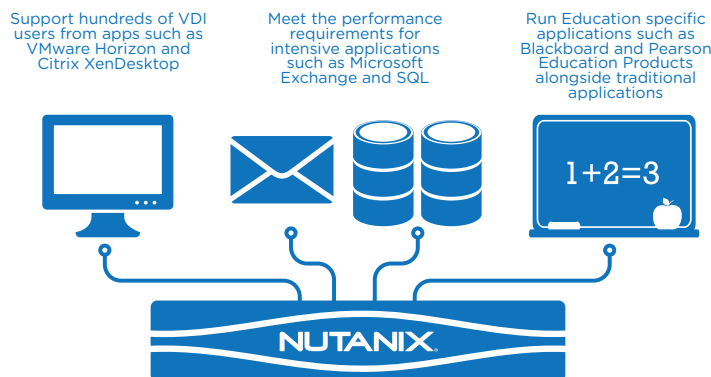 Support hundreds of VDI
users from apps such as
VMware Horizon and
Citrix XenDesktop
Meet the performance
requirements for
intensive applications
such as Microsoft
Exchange and SQL
Run Education specific
applications such as
Blackboard and Pearson
Education Products
alongside traditional
applications
1+2=3
NUTANIX.